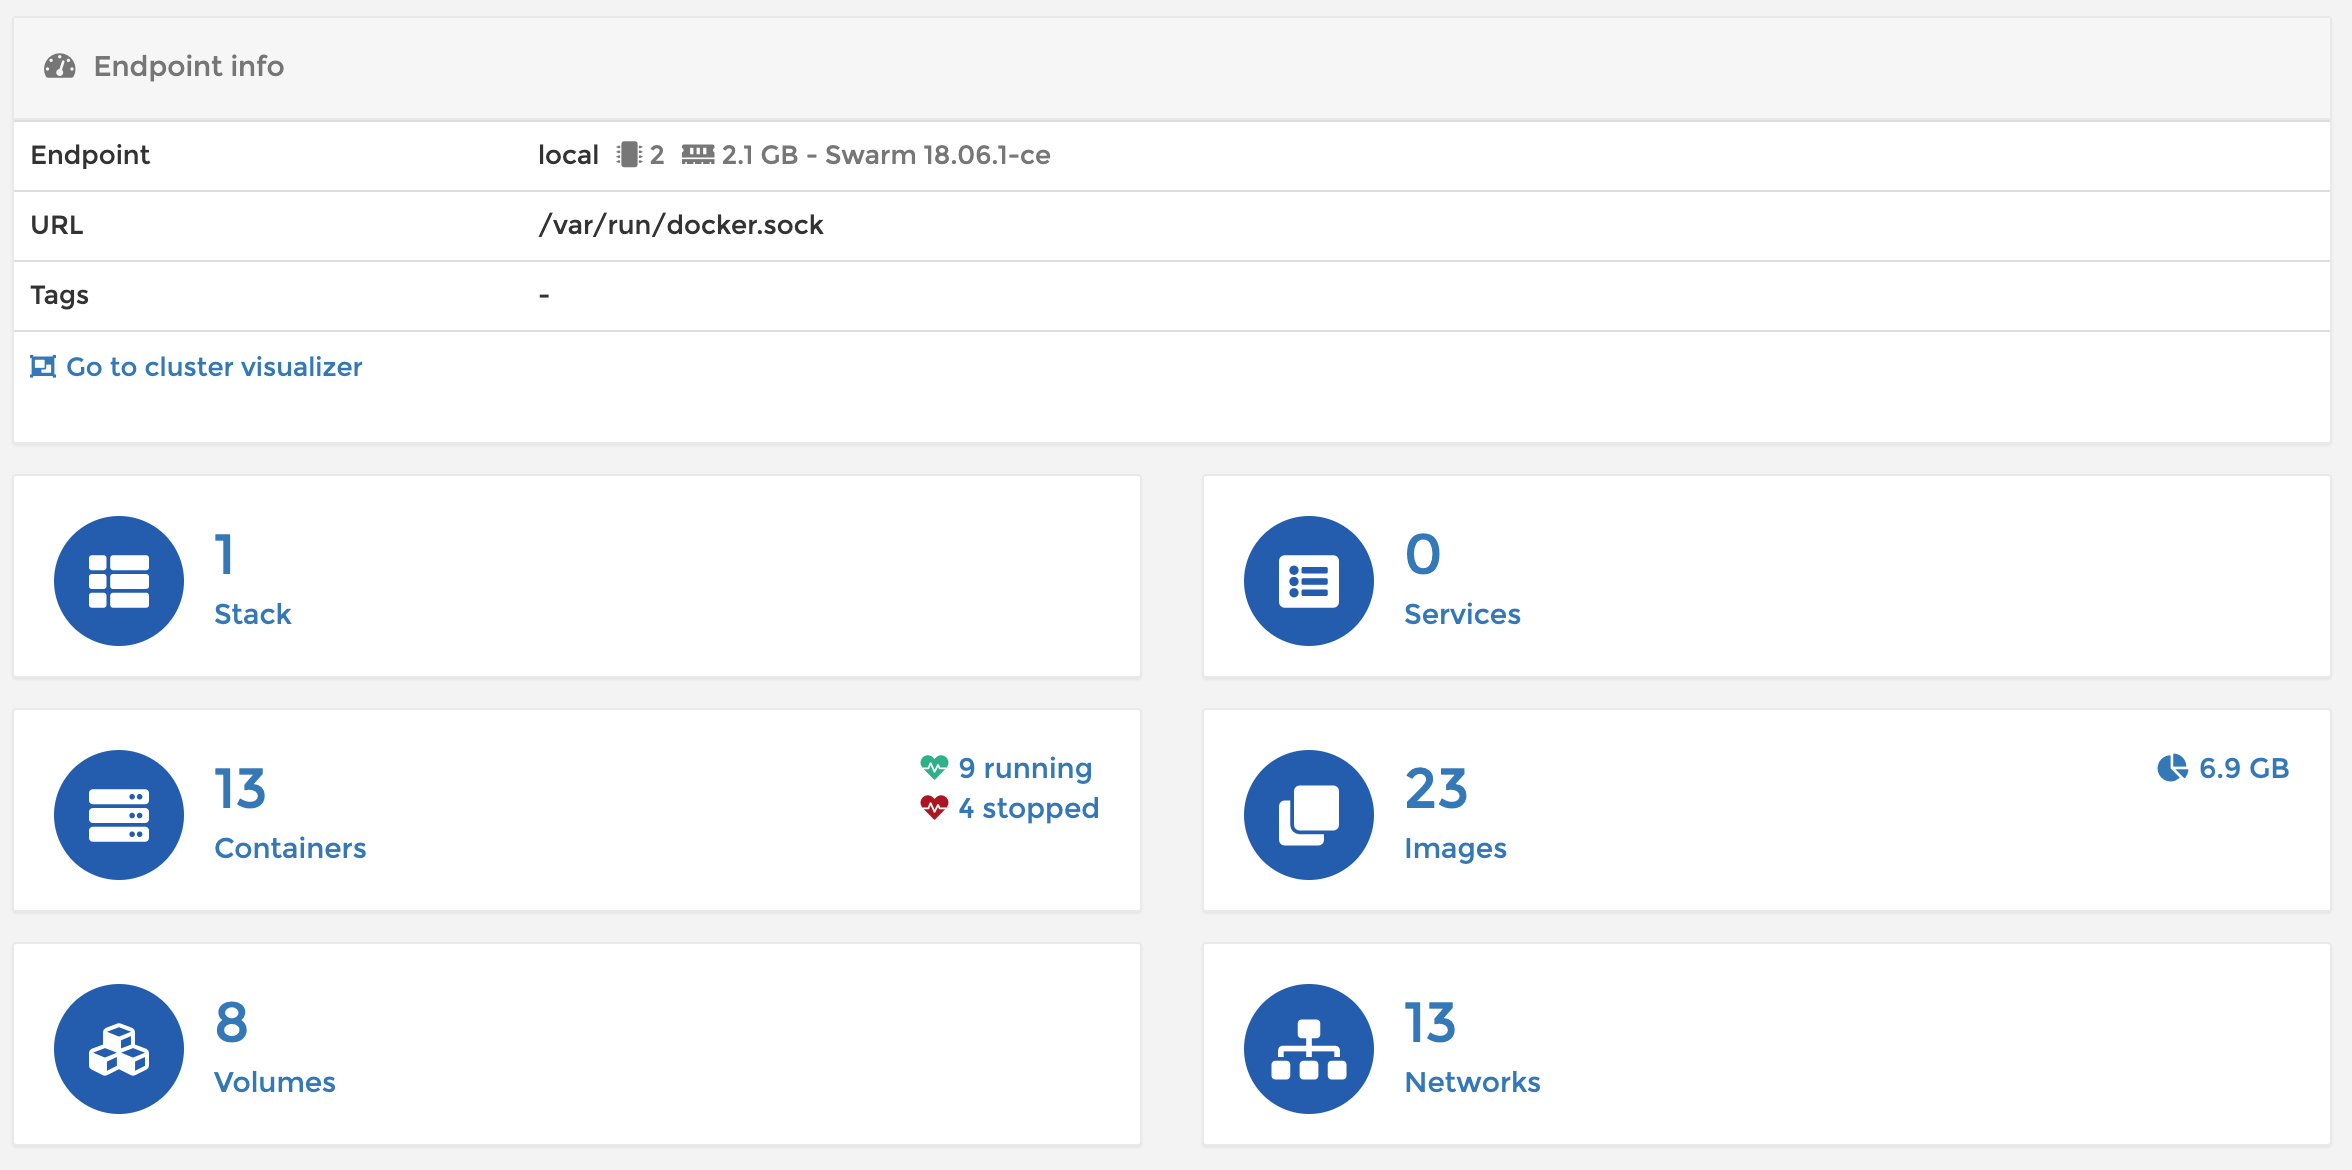 Endpoint info
Endpoint local 2 2.1 GB - Swarm 18.06.1-ce
URL /var/run/docker.sock
Tags -
Go to cluster visualizer
1
Stack
0
Services
13
Containers
9 running
4 stopped
23
Images
6.9 GB
8
Volumes
13
Networks